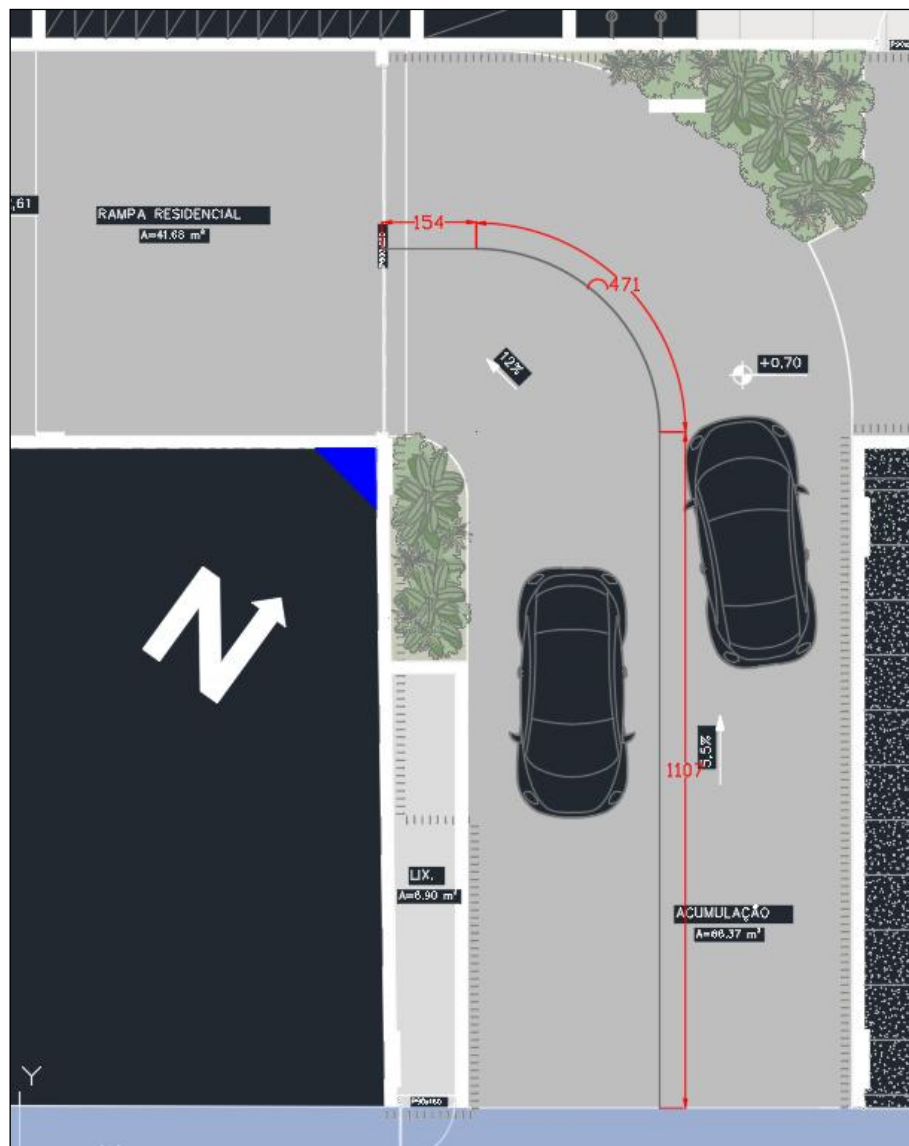 ,61
RAMPA RESIDENCIAL
A=41.68 m²
154
471
12%
+0,70
N
1107
5,5%
LIX.
A=6.90 m²
ACUMULAÇÃO
A=66.37 m²
Y